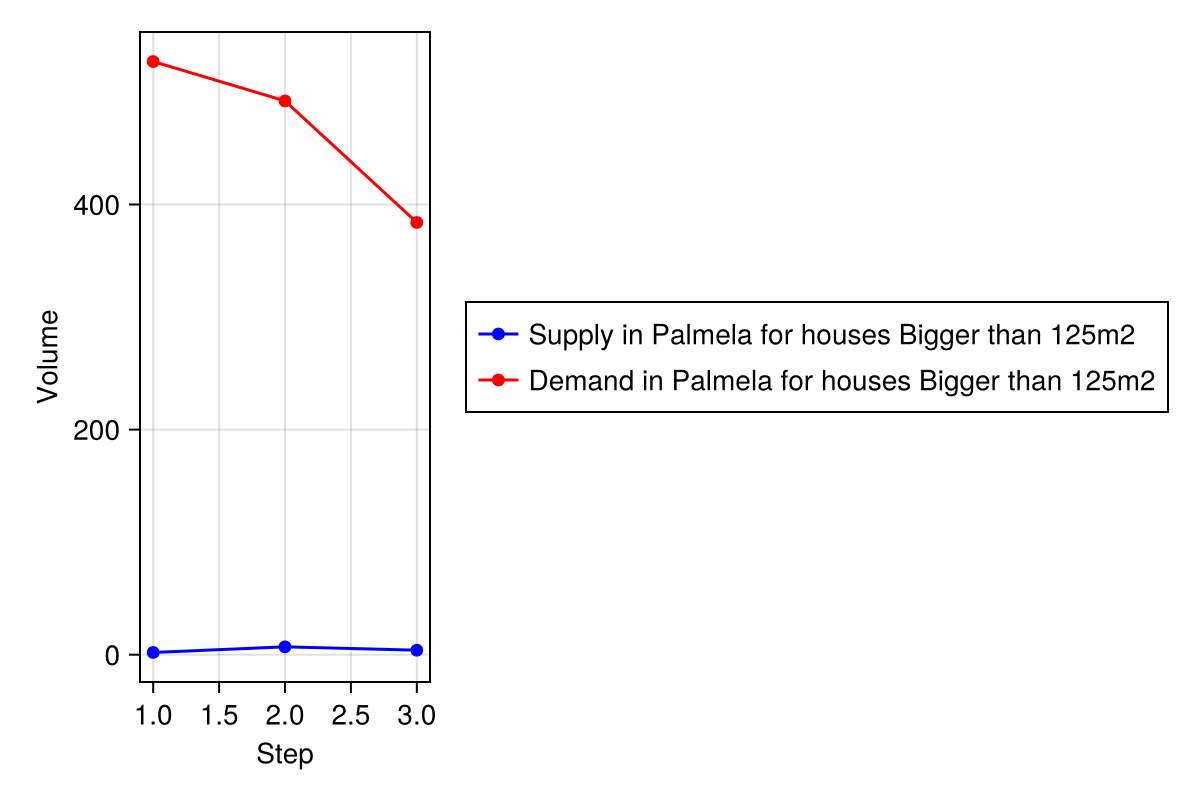 400
200
0
Volume
1.0 1.5 2.0 2.5 3.0
Step
Supply in Palmela for houses Bigger than 125m2
Demand in Palmela for houses Bigger than 125m2